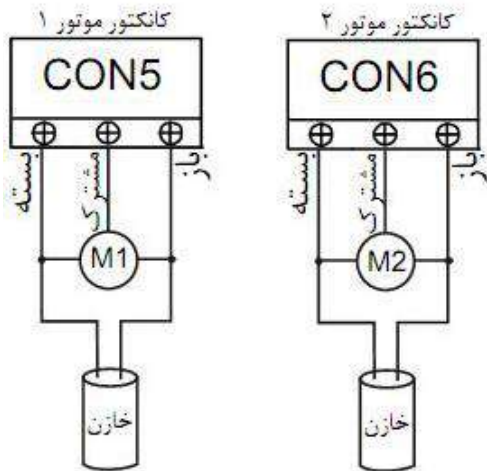 کانکتور موتور ۱
CON5
بسته
مشترک
باز
M1
خازن
کانکتور موتور ۲
CON6
بسته
مشترک
باز
M2
خازن